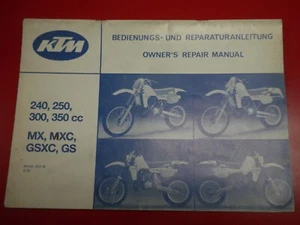 KTM
BEDIENUNGS- UND REPARATURANLEITUNG
OWNER'S REPAIR MANUAL
240, 250,
300, 350 cc
MX, MXC,
GSXC, GS